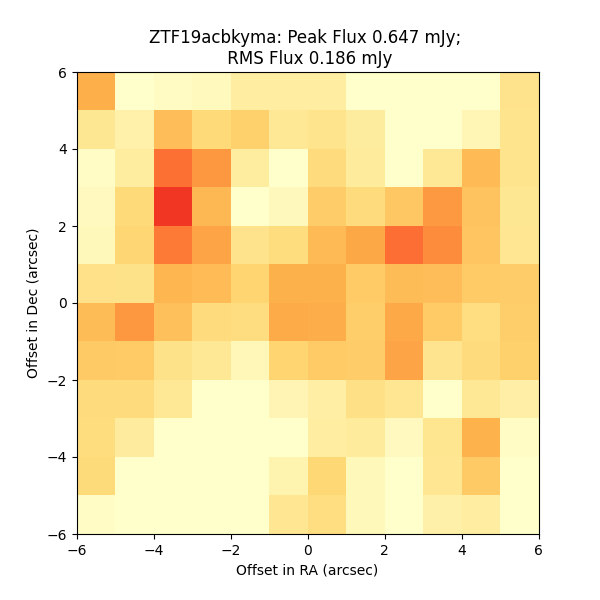 ZTF19acbkyma: Peak Flux 0.647 mJy;
RMS Flux 0.186 mJy
6
4
2
0
−2
−4
−6
Offset in Dec (arcsec)
−6 −4 −2 0 2 4 6
Offset in RA (arcsec)